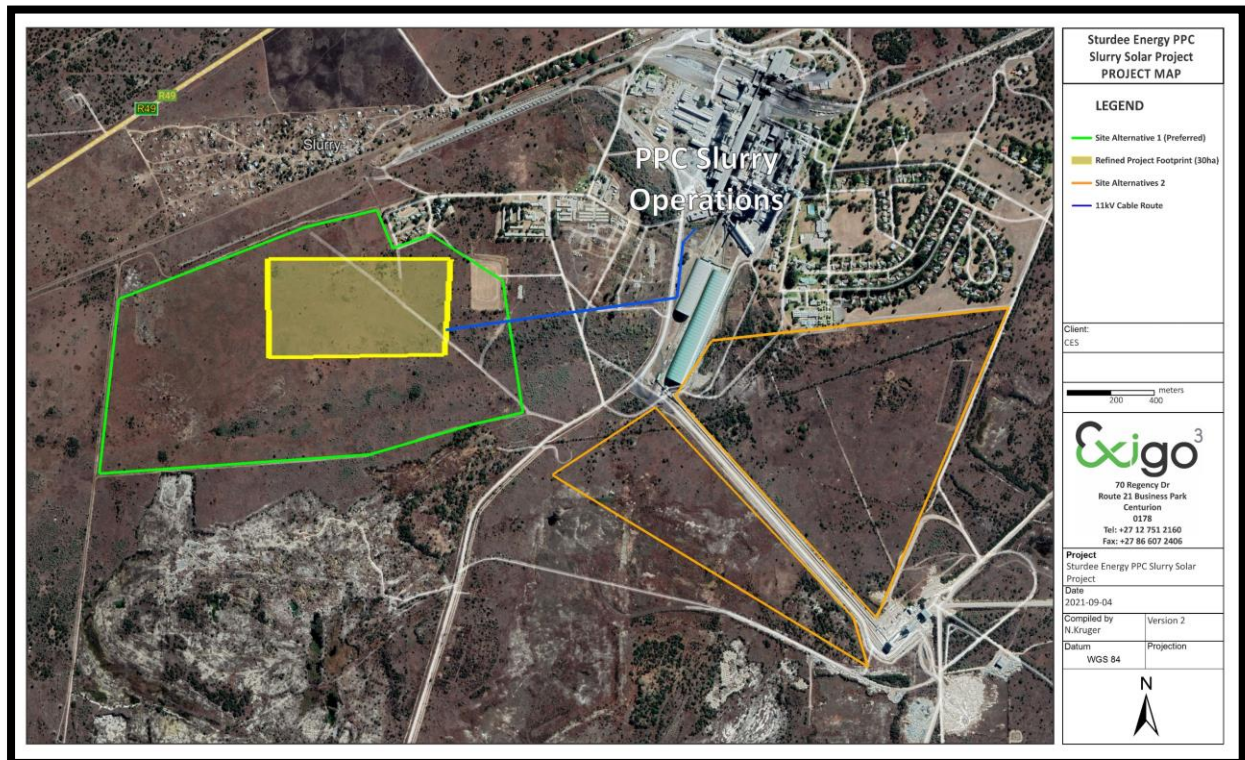 R49
R49
Slurry
PPC Slurry
Operations
Sturdee Energy PPC
Slurry Solar Project
PROJECT MAP
LEGEND
Site Alternative 1 (Preferred)
Refined Project Footprint (30ha)
Site Alternatives 2
11kV Cable Route
Client:
CES
meters
200 400
Exigo3
70 Regency Dr
Route 21 Business Park
Centurion
0178
Tel: +27 12 751 2160
Fax: +27 86 607 2406
Project
Sturdee Energy PPC Slurry Solar
Project
Date
2021-09-04
Compiled by
N.Kruger
Version 2
Datum
WGS 84
Projection
N